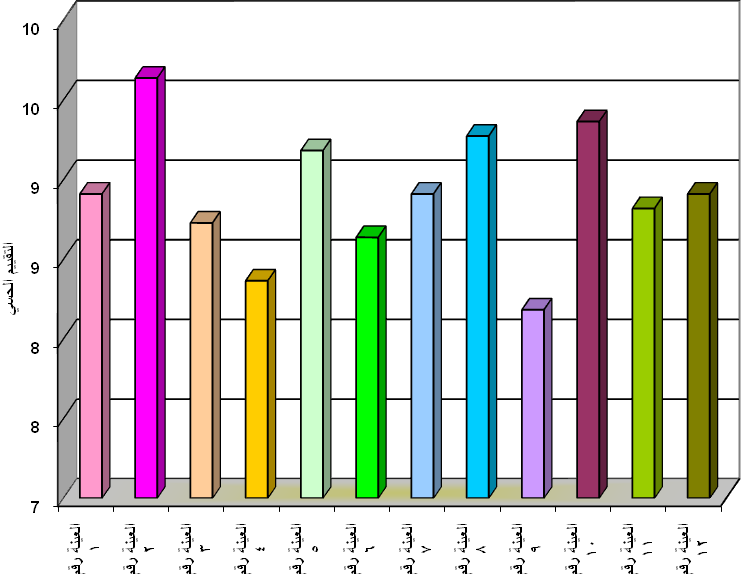 10
10
9
9
8
8
7
التقييم الحسي
العينة رقم
١
العينة رقم
٢
العينة رقم
٣
العينة رقم
٤
العينة رقم
٥
العينة رقم
٦
العينة رقم
٧
العينة رقم
٨
العينة رقم
٩
العينة رقم
١٠
العينة رقم
١١
العينة رقم
١٢